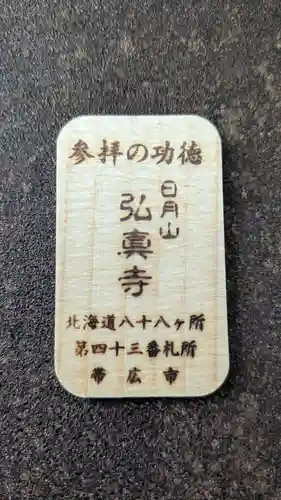 参拝の功徳
日月山
弘真寺
北海道八十八ヶ所
第四十三番札所
帯広市